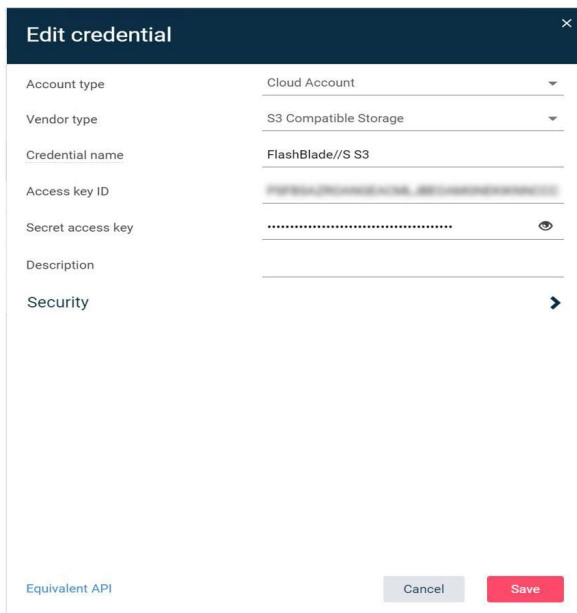 Edit credential
Account type Cloud Account
Vendor type S3 Compatible Storage
Credential name FlashBlade//S S3
Access key ID
Secret access key ••••••••••••••••••••••••••••••••••••••••
Description
Security
Equivalent API Cancel Save